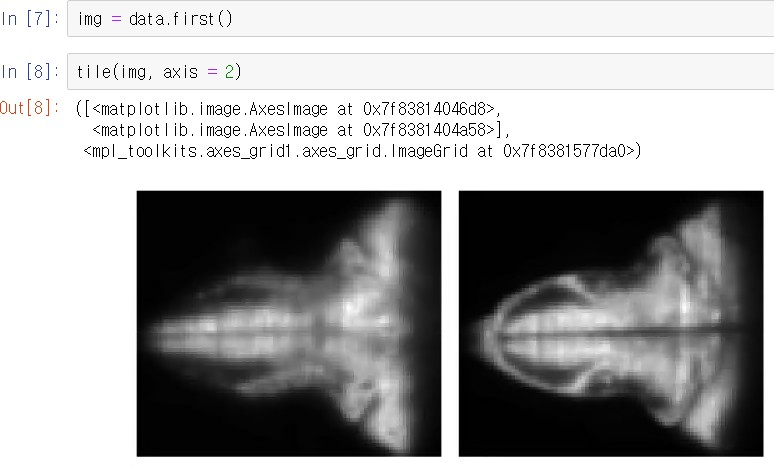 In [7]: img = data.first()
In [8]: tile(img, axis = 2)
Out[8]: ([<matplotlib.image.AxesImage at 0x7f83814046d8>,
<matplotlib.image.AxesImage at 0x7f8381404a58>],
<mpl_toolkits.axes_grid1.axes_grid.ImageGrid at 0x7f8381577da0>)